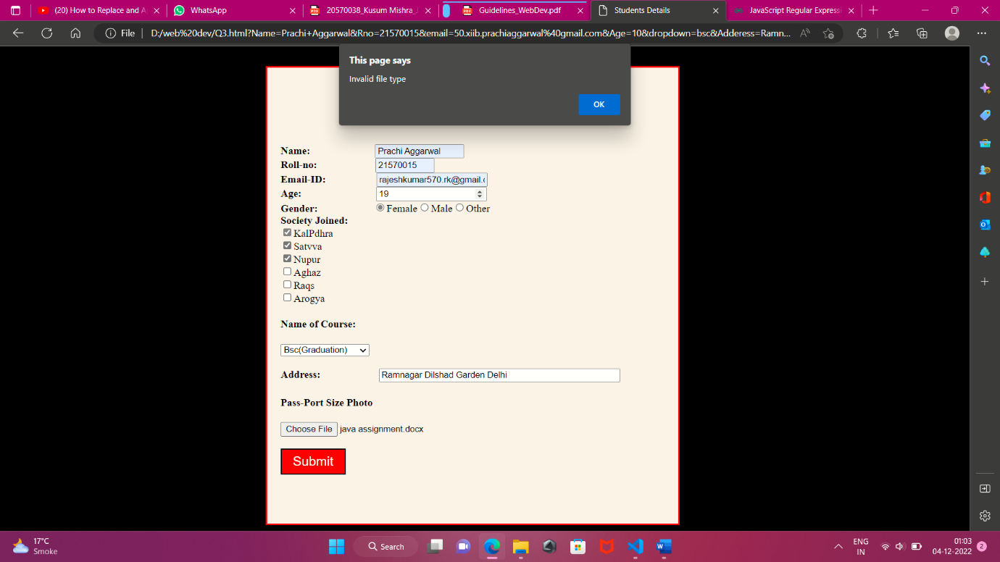 (20) How to Replace and A
WhatsApp
20570038_Kusum Mishra_
Guidelines_WebDev.pdf
Students Details
JavaScript Regular Express
File
D:/web%20dev/Q3.html?Name=Prachi+Aggarwal&Rno=21570015&email=50.xiib.prachiaggarwal%40gmail.com&Age=10&dropdown=bsc&Adderess=Ramn...
This page says
Invalid file type
OK
Name: Prachi Aggarwal
Roll-no: 21570015
Email-ID: rajeshkumar570.rk@gmail.c
Age: 19
Gender: Female Male Other
Society Joined:
KalPdhra
Satvva
Nupur
Aghaz
Raqs
Arogya
Name of Course:
Bsc(Graduation)
Address: Ramnagar Dilshad Garden Delhi
Pass-Port Size Photo
Choose File java assignment.docx
Submit
17°C
Smoke
Search
ENG
IN
01:03
04-12-2022
2